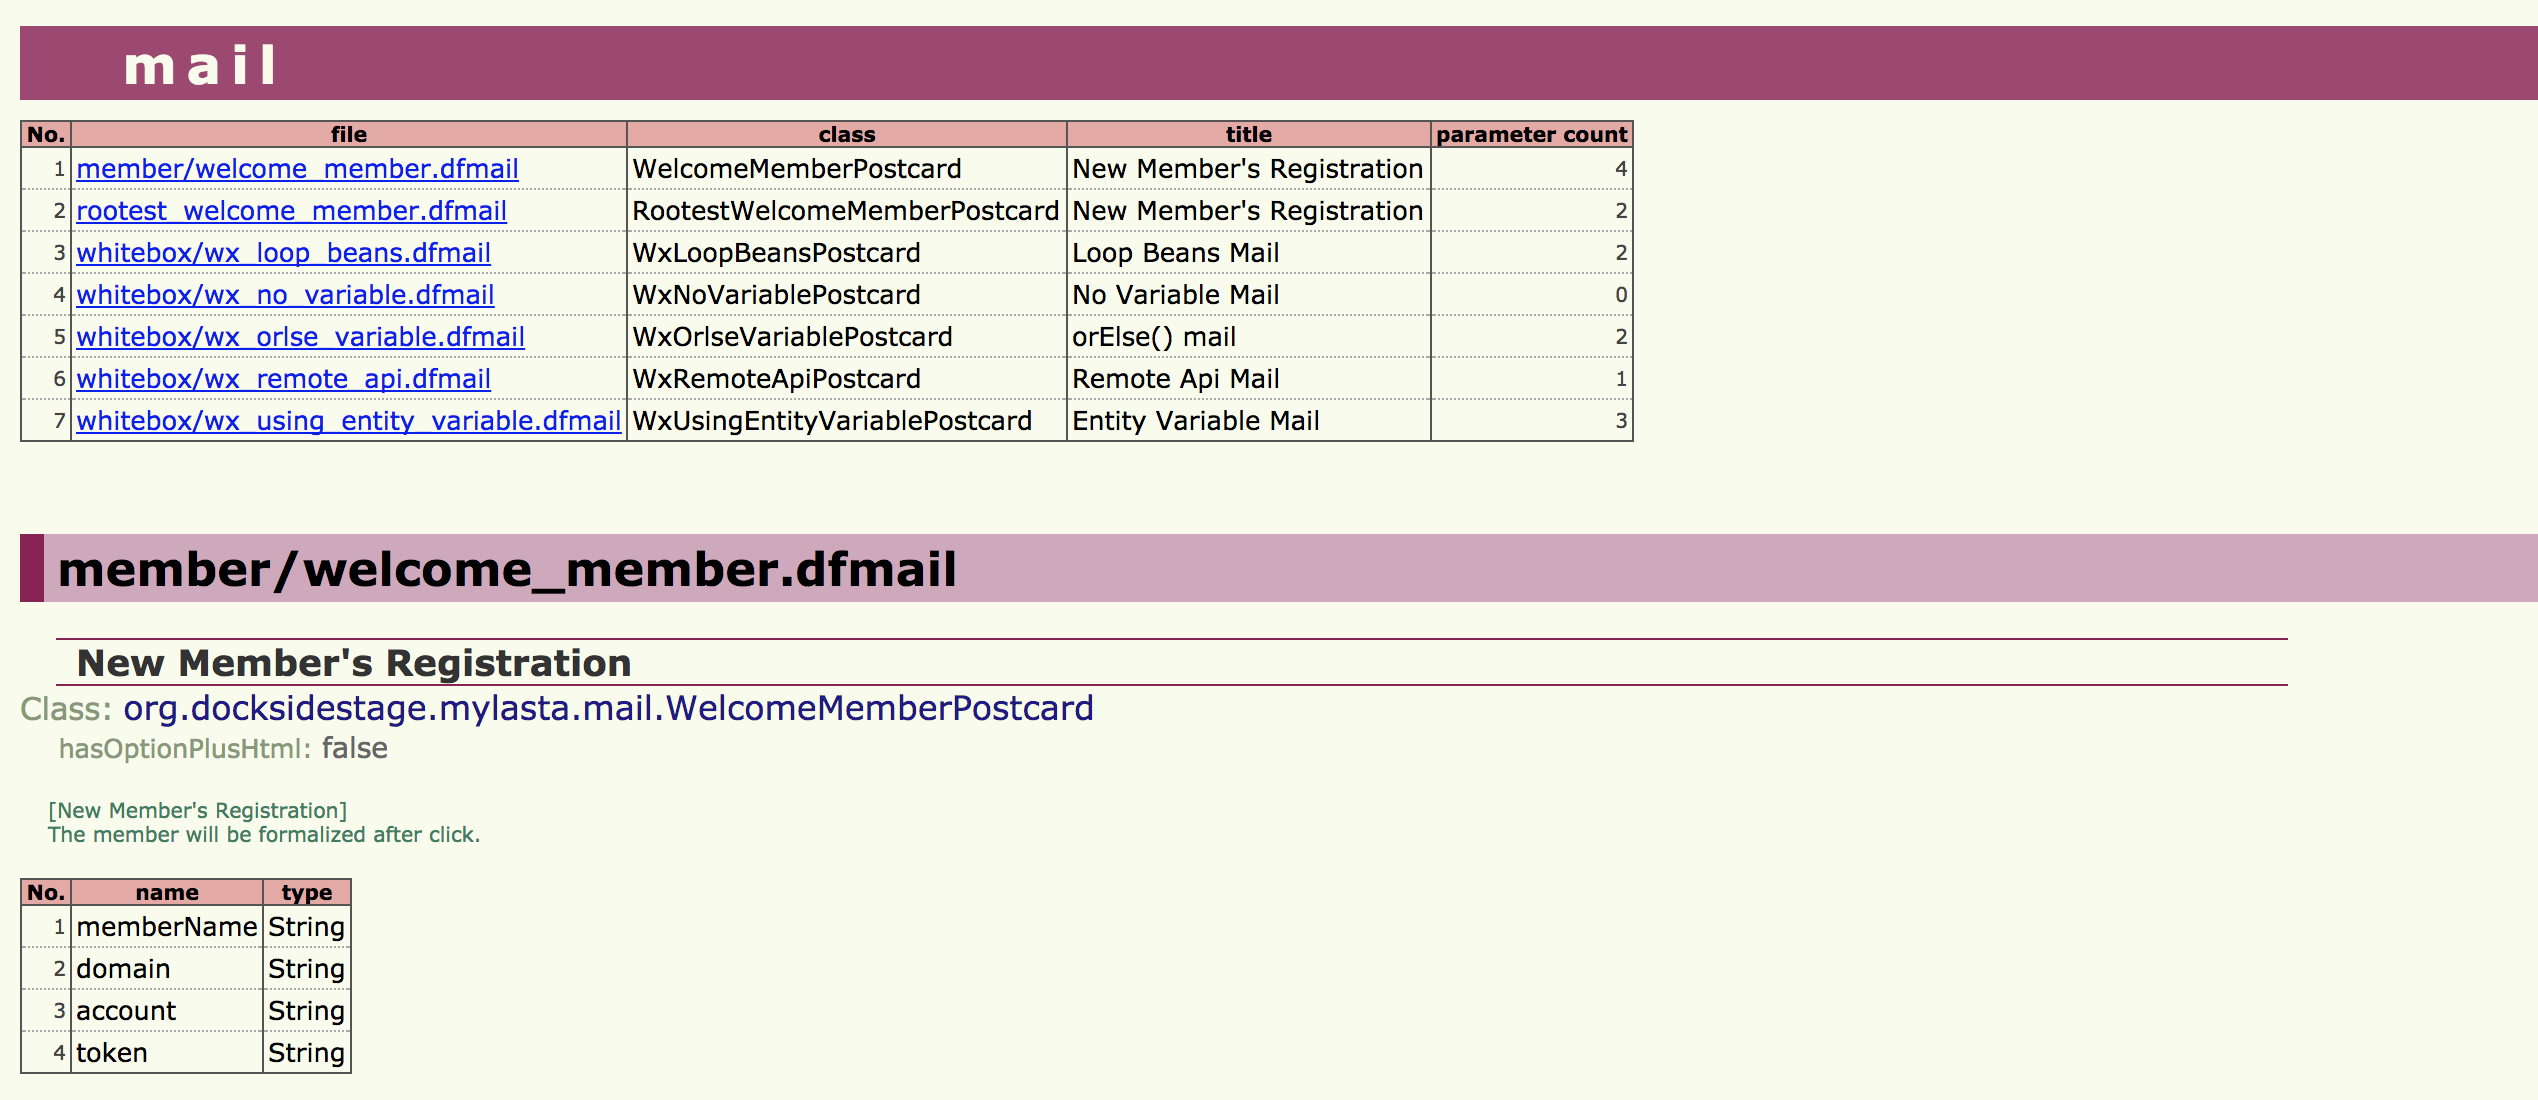 mail
No. file class title parameter count
1 member/welcome_member.dfmail WelcomeMemberPostcard New Member's Registration 4
2 rootest_welcome_member.dfmail RootestWelcomeMemberPostcard New Member's Registration 2
3 whitebox/wx_loop_beans.dfmail WxLoopBeansPostcard Loop Beans Mail 2
4 whitebox/wx_no_variable.dfmail WxNoVariablePostcard No Variable Mail 0
5 whitebox/wx_orlse_variable.dfmail WxOrlseVariablePostcard orElse() mail 2
6 whitebox/wx_remote_api.dfmail WxRemoteApiPostcard Remote Api Mail 1
7 whitebox/wx_using_entity_variable.dfmail WxUsingEntityVariablePostcard Entity Variable Mail 3
member/welcome_member.dfmail
New Member's Registration
Class: org.docksidestage.mylasta.mail.WelcomeMemberPostcard
hasOptionPlusHtml: false
[New Member's Registration]
The member will be formalized after click.
No. name type
1 memberName String
2 domain String
3 account String
4 token String